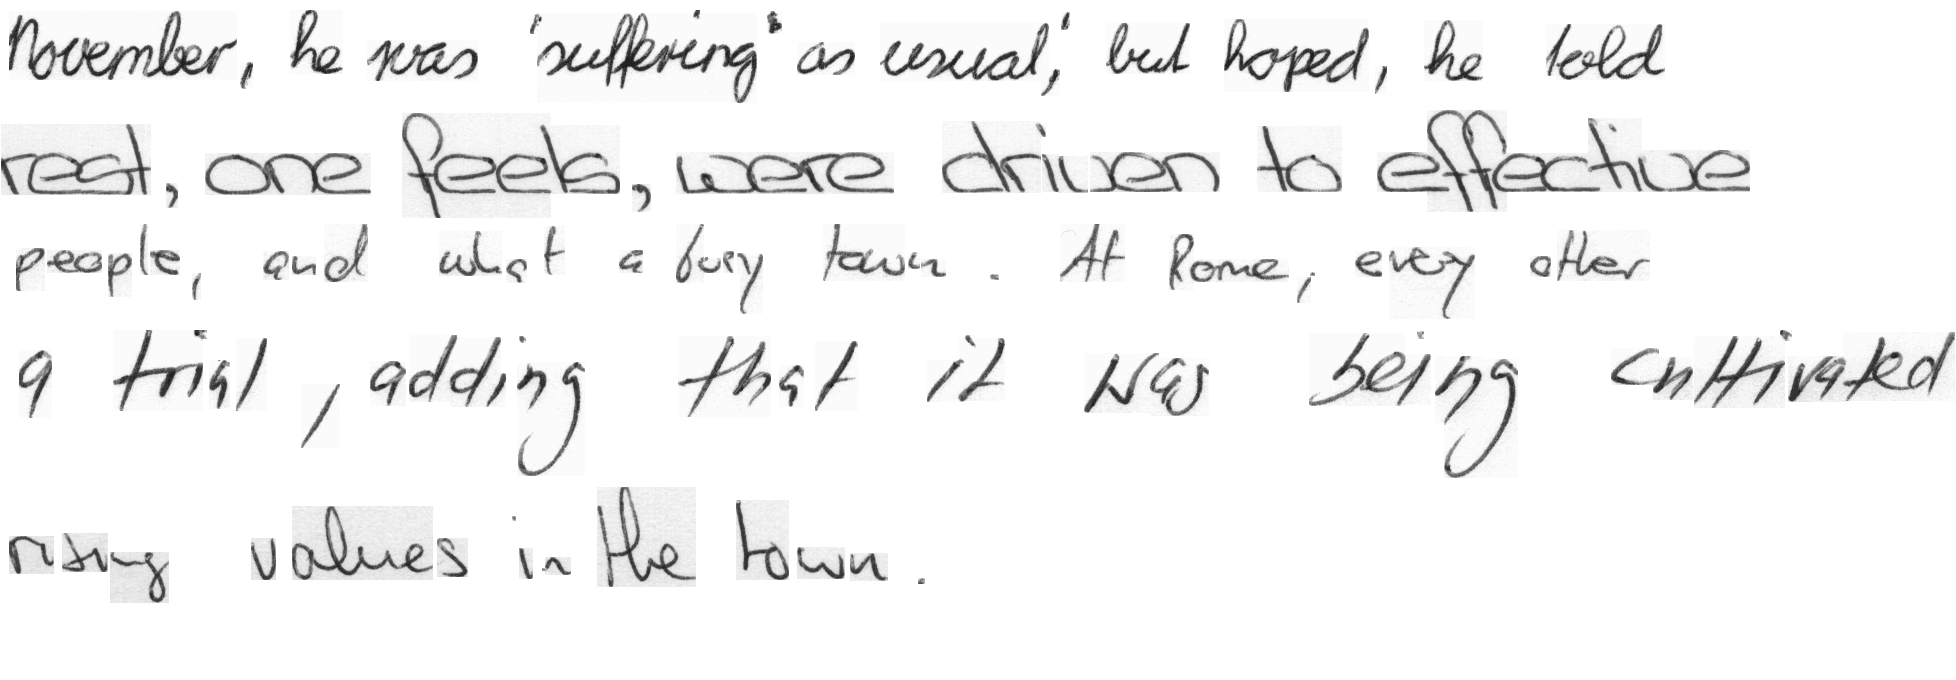 November, he was 'suffering' as usual,' but hoped, he told
rest, one feels, were driven to effective
people, and what a busy town. At Rome, every other
a trial, adding that it was being cultivated
rising values in the town.